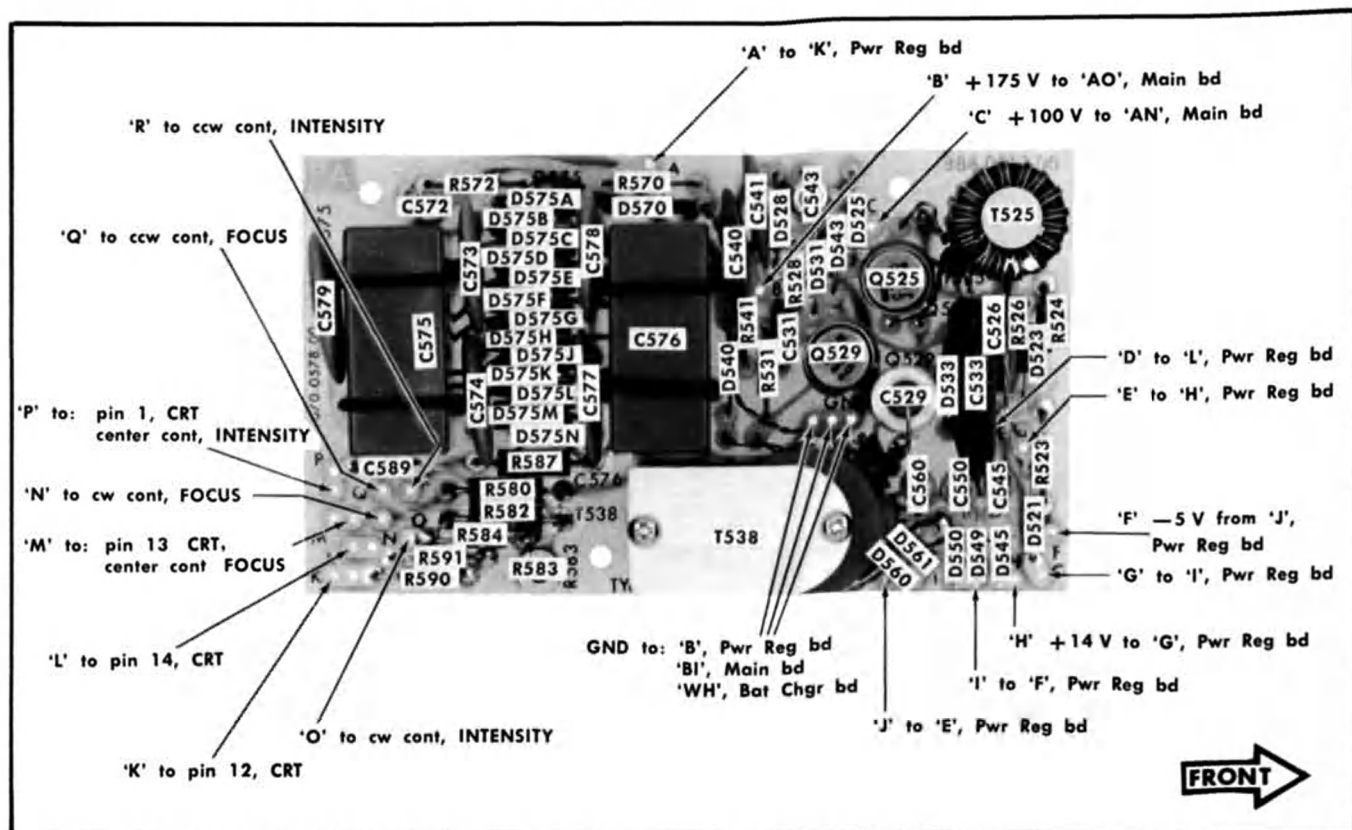 'A' to 'K', Pwr Reg bd
'B' +175 V to 'AO', Main bd
'C' +100 V to 'AN', Main bd
'R' to ccw cont, INTENSITY
'Q' to ccw cont, FOCUS
'P' to: pin 1, CRT
center cont, INTENSITY
'N' to cw cont, FOCUS
'M' to: pin 13 CRT,
center cont FOCUS
'L' to pin 14, CRT
'K' to pin 12, CRT
'O' to cw cont, INTENSITY
R572
C572
D575A
D575B
D575C
D575D
D575E
D575F
D575G
D575H
D575J
D575K
D575L
D575M
D575N
C579
C575
C573
C574
C578
C577
R570
D570
A
C576
C540
C541
D528
C543
D525
C
D543
D531
R528
B
R541
C531
R531
D540
Q525
Q529
Q529
C529
T525
C526
R526
D523
R524
D533
C533
GN
C560
C550
C545
R523
D521
D561
D560
D550
D549
D545
F
T538
C589
R587
R580
C576
R582
T538
R584
R591
R590
R583
P
Q
O
N
K
670-0578-00
'D' to 'L', Pwr Reg bd
'E' to 'H', Pwr Reg bd
'F' —5 V from 'J',
Pwr Reg bd
'G' to 'I', Pwr Reg bd
'H' +14 V to 'G', Pwr Reg bd
'I' to 'F', Pwr Reg bd
'J' to 'E', Pwr Reg bd
GND to: 'B', Pwr Reg bd
'BI', Main bd
'WH', Bat Chgr bd
FRONT